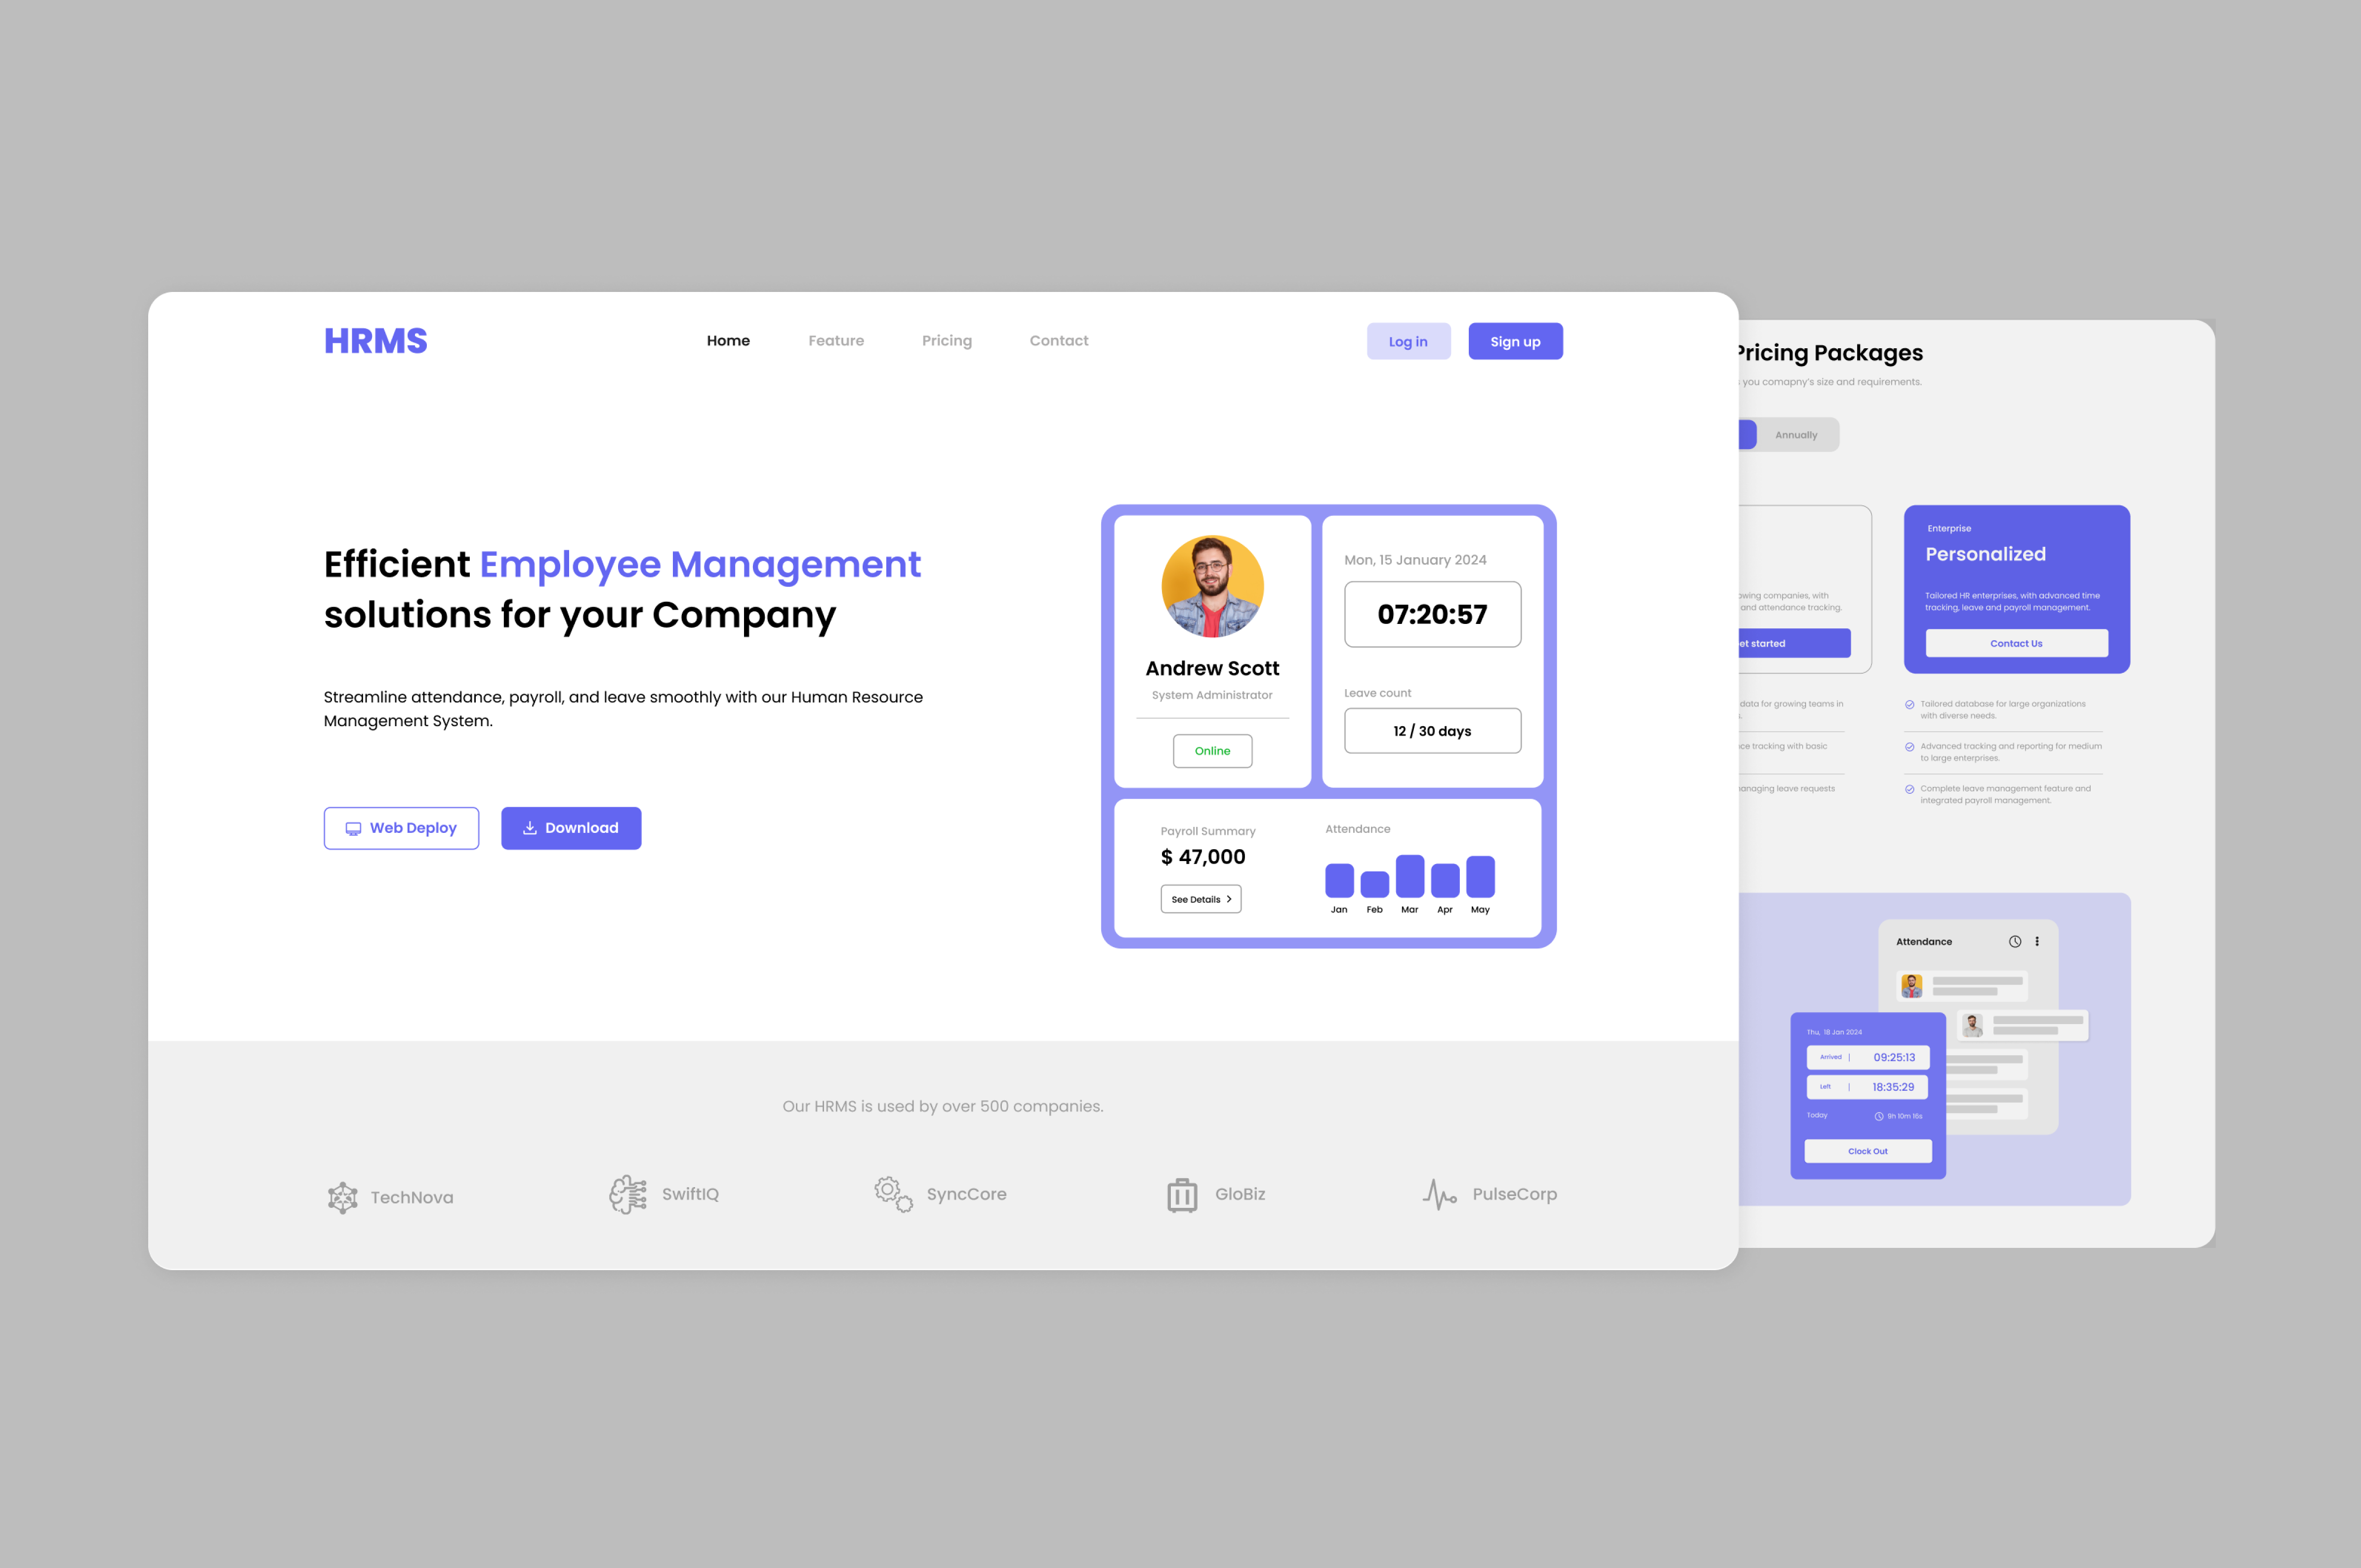 HRMS
Home
Feature
Pricing
Contact
Log in
Sign up
Efficient Employee Management
solutions for your Company
Streamline attendance, payroll, and leave smoothly with our Human Resource
Management System.
Web Deploy
Download
Andrew Scott
System Administrator
Online
Mon, 15 January 2024
07:20:57
Leave count
12 / 30 days
Payroll Summary
$ 47,000
See Details
Attendance
Jan Feb Mar Apr May
Our HRMS is used by over 500 companies.
TechNova
SwiftIQ
SyncCore
GloBiz
PulseCorp
Pricing Packages
you comapny's size and requirements.
Annually
companies, with
and attendance tracking.
started
Enterprise
Personalized
Tailored HR enterprises, with advanced time
tracking, leave and payroll management.
Contact Us
data for growing teams in
tracking with basic
leave requests
Tailored database for large organizations
with diverse needs.
Advanced tracking and reporting for medium
to large enterprises.
Complete leave management feature and
integrated payroll management.
Attendance
Thu, 18 Jan 2024
Arrived | 09:25:13
Left | 18:35:29
Today
9h 10m 16s
Clock Out